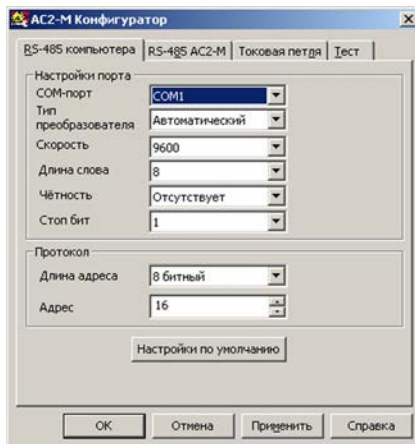 АС2-М Конфигуратор
RS-485 компьютера RS-485 АС2-М Токовая петля Тест
Настройки порта
COM-порт COM1
Тип
преобразователя Автоматический
Скорость 9600
Длина слова 8
Чётность Отсутствует
Стоп бит 1
Протокол
Длина адреса 8 битный
Адрес 16
Настройки по умолчанию
OK Отмена Применить Справка